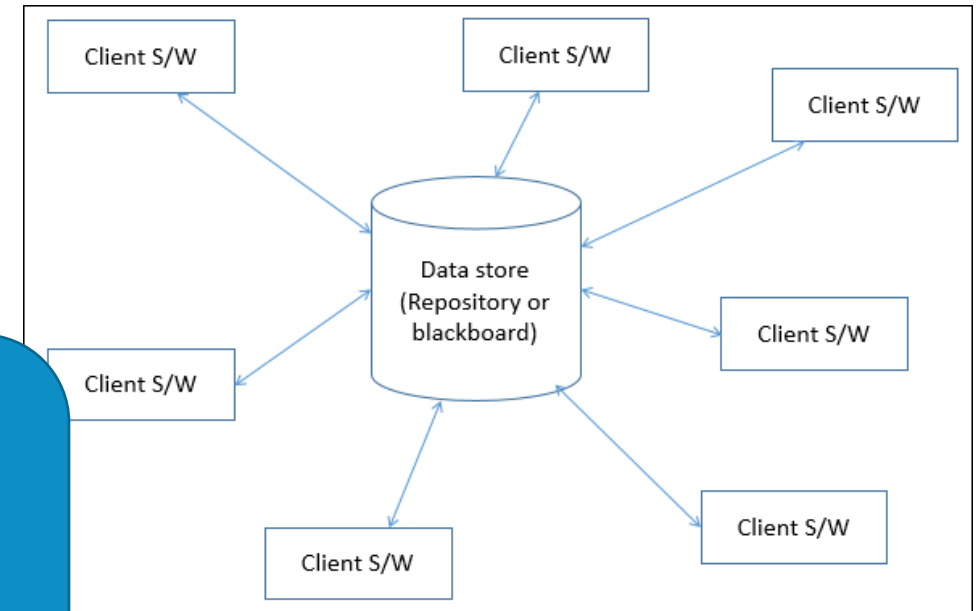 Client S/W
Client S/W
Client S/W
Data store
(Repository or
blackboard)
Client S/W
Client S/W
Client S/W
Client S/W